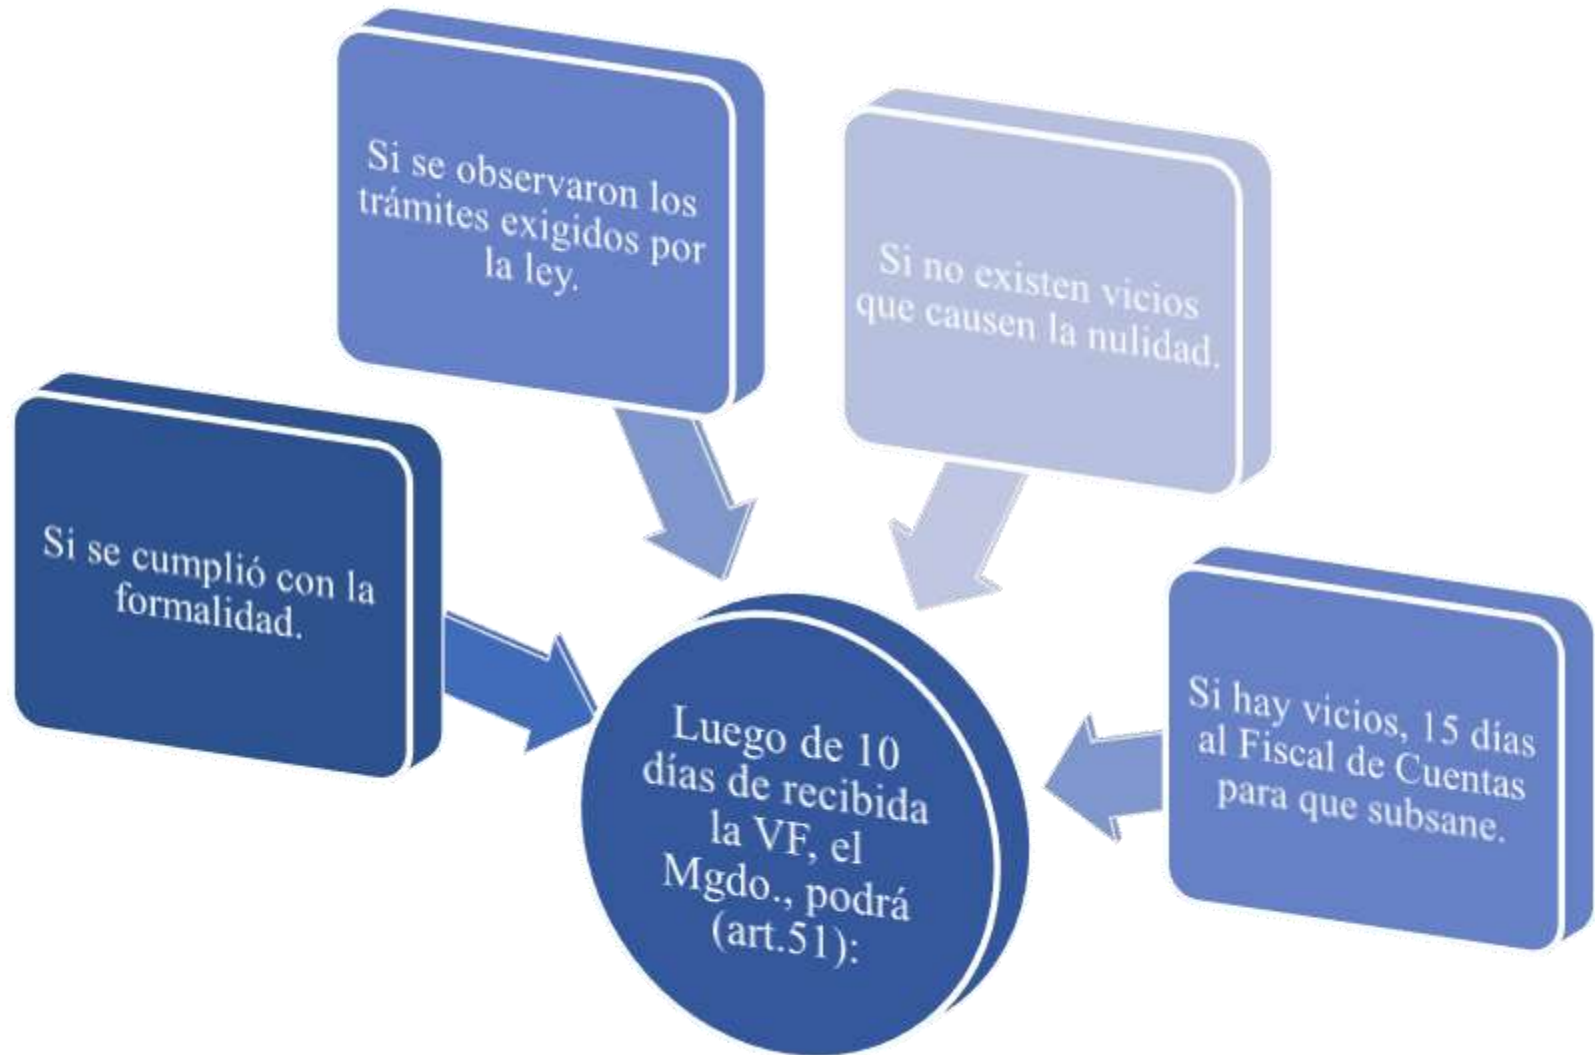 Si se observaron los
trámites exigidos por
la ley.
Si no existen vicios
que causen la nulidad.
Si se cumplió con la
formalidad.
Si hay vicios, 15 días
al Fiscal de Cuentas
para que subsane.
Luego de 10
días de recibida
la VF, el
Mgdo., podrá
(art.51):